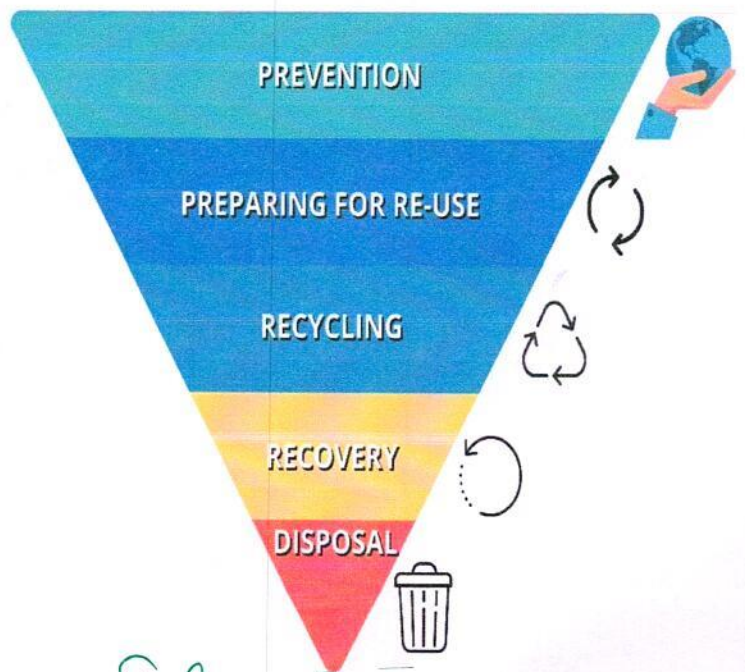 PREVENTION
PREPARING FOR RE-USE
RECYCLING
RECOVERY
DISPOSAL